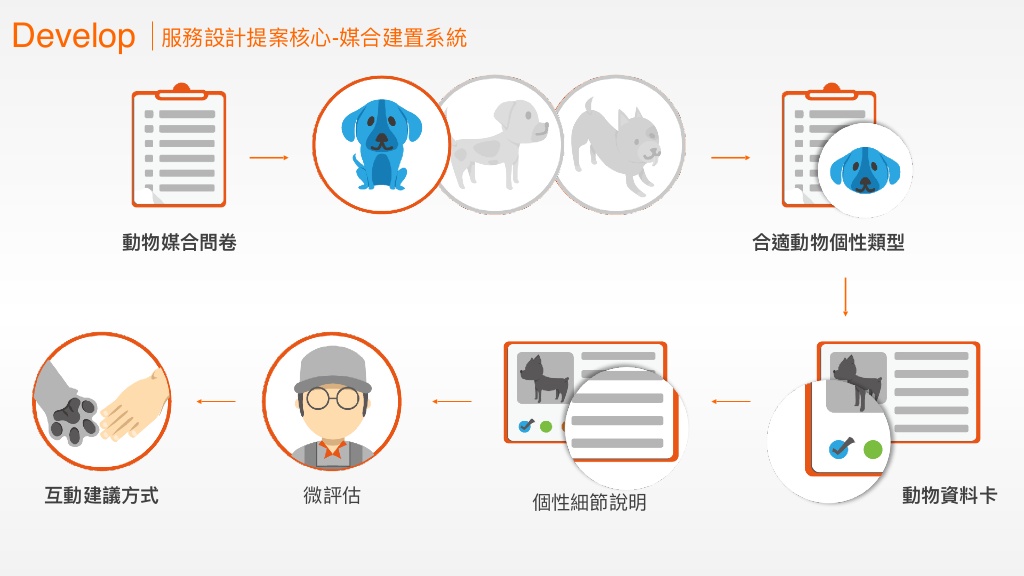 Develop | 服務設計提案核心-媒合建置系統
動物媒合問卷
合適動物個性類型
互動建議方式
微評估
個性細節說明
動物資料卡